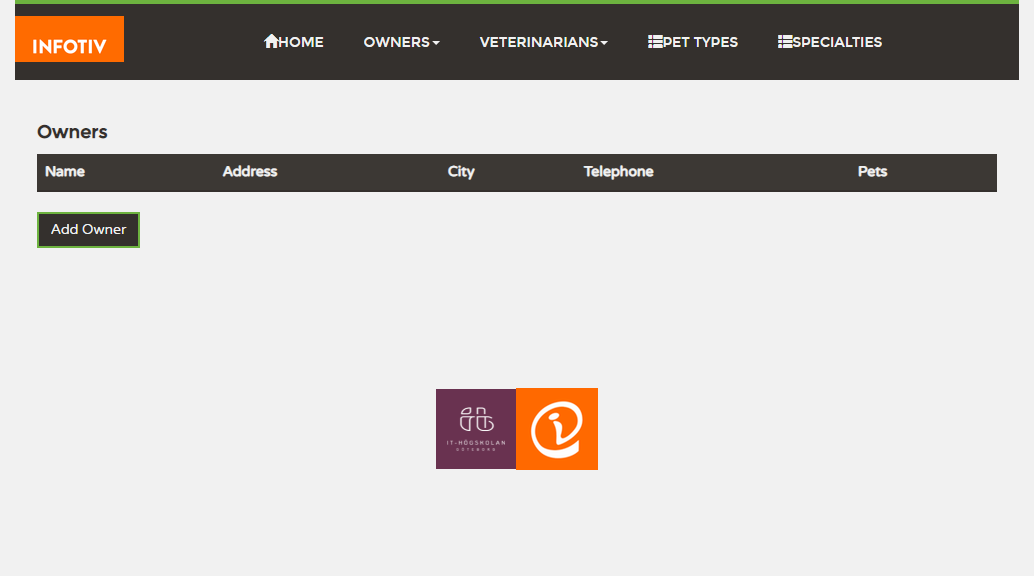 INFOTIV
HOME OWNERS VETERINARIANS PET TYPES SPECIALTIES
Owners
Name Address City Telephone Pets
Add Owner
IT-HÖGSKOLAN
GÖTEBORG